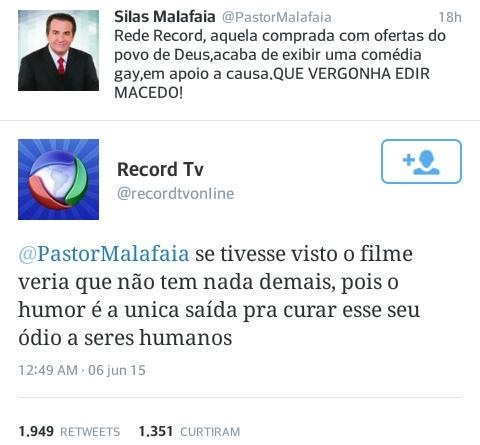 Silas Malafaia @PastorMalafaia 18h
Rede Record, aquela comprada com ofertas do
povo de Deus,acaba de exibir uma comédia
gay,em apoio a causa.QUE VERGONHA EDIR
MACEDO!
Record Tv
@recordtvonline
@PastorMalafaia se tivesse visto o filme
veria que não tem nada demais, pois o
humor é a unica saída pra curar esse seu
ódio a seres humanos
12:49 AM · 06 jun 15
1.949 RETWEETS 1.351 CURTIRAM